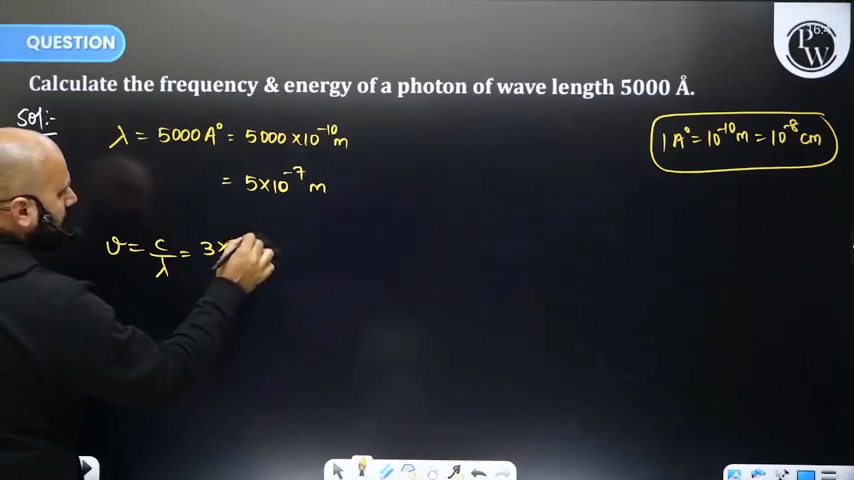 QUESTION
Calculate the frequency & energy of a photon of wave length 5000 Å.
Sol:-
λ = 5000 A° = 5000 × 10⁻¹⁰ m
1 A° = 10⁻¹⁰ m = 10⁻⁸ cm
= 5×10⁻⁷ m
ν = c/λ = 3×
PW